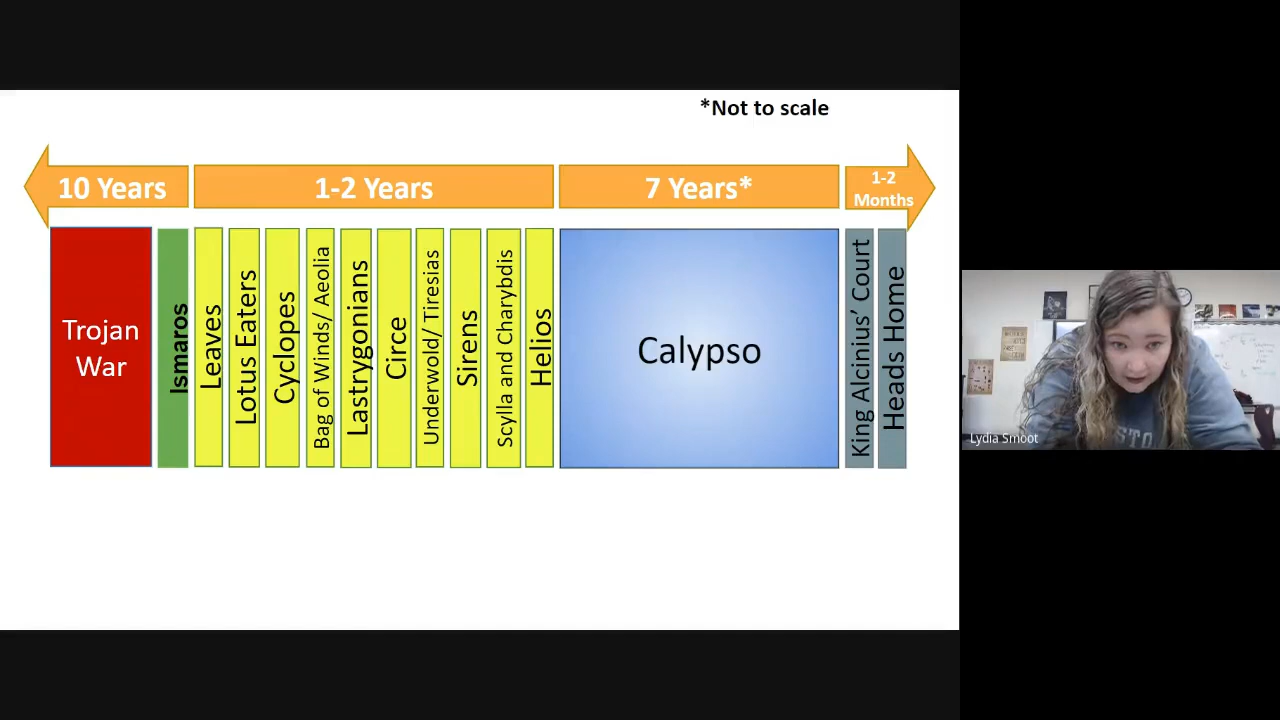 *Not to scale
10 Years
1-2 Years
7 Years*
1-2
Months
Trojan
War
Ismaros
Leaves
Lotus Eaters
Cyclopes
Bag of Winds/ Aeolia
Lastrygonians
Circe
Underwold/ Tiresias
Sirens
Scylla and Charybdis
Helios
Calypso
King Alcinius’ Court
Heads Home
Lydia Smoot